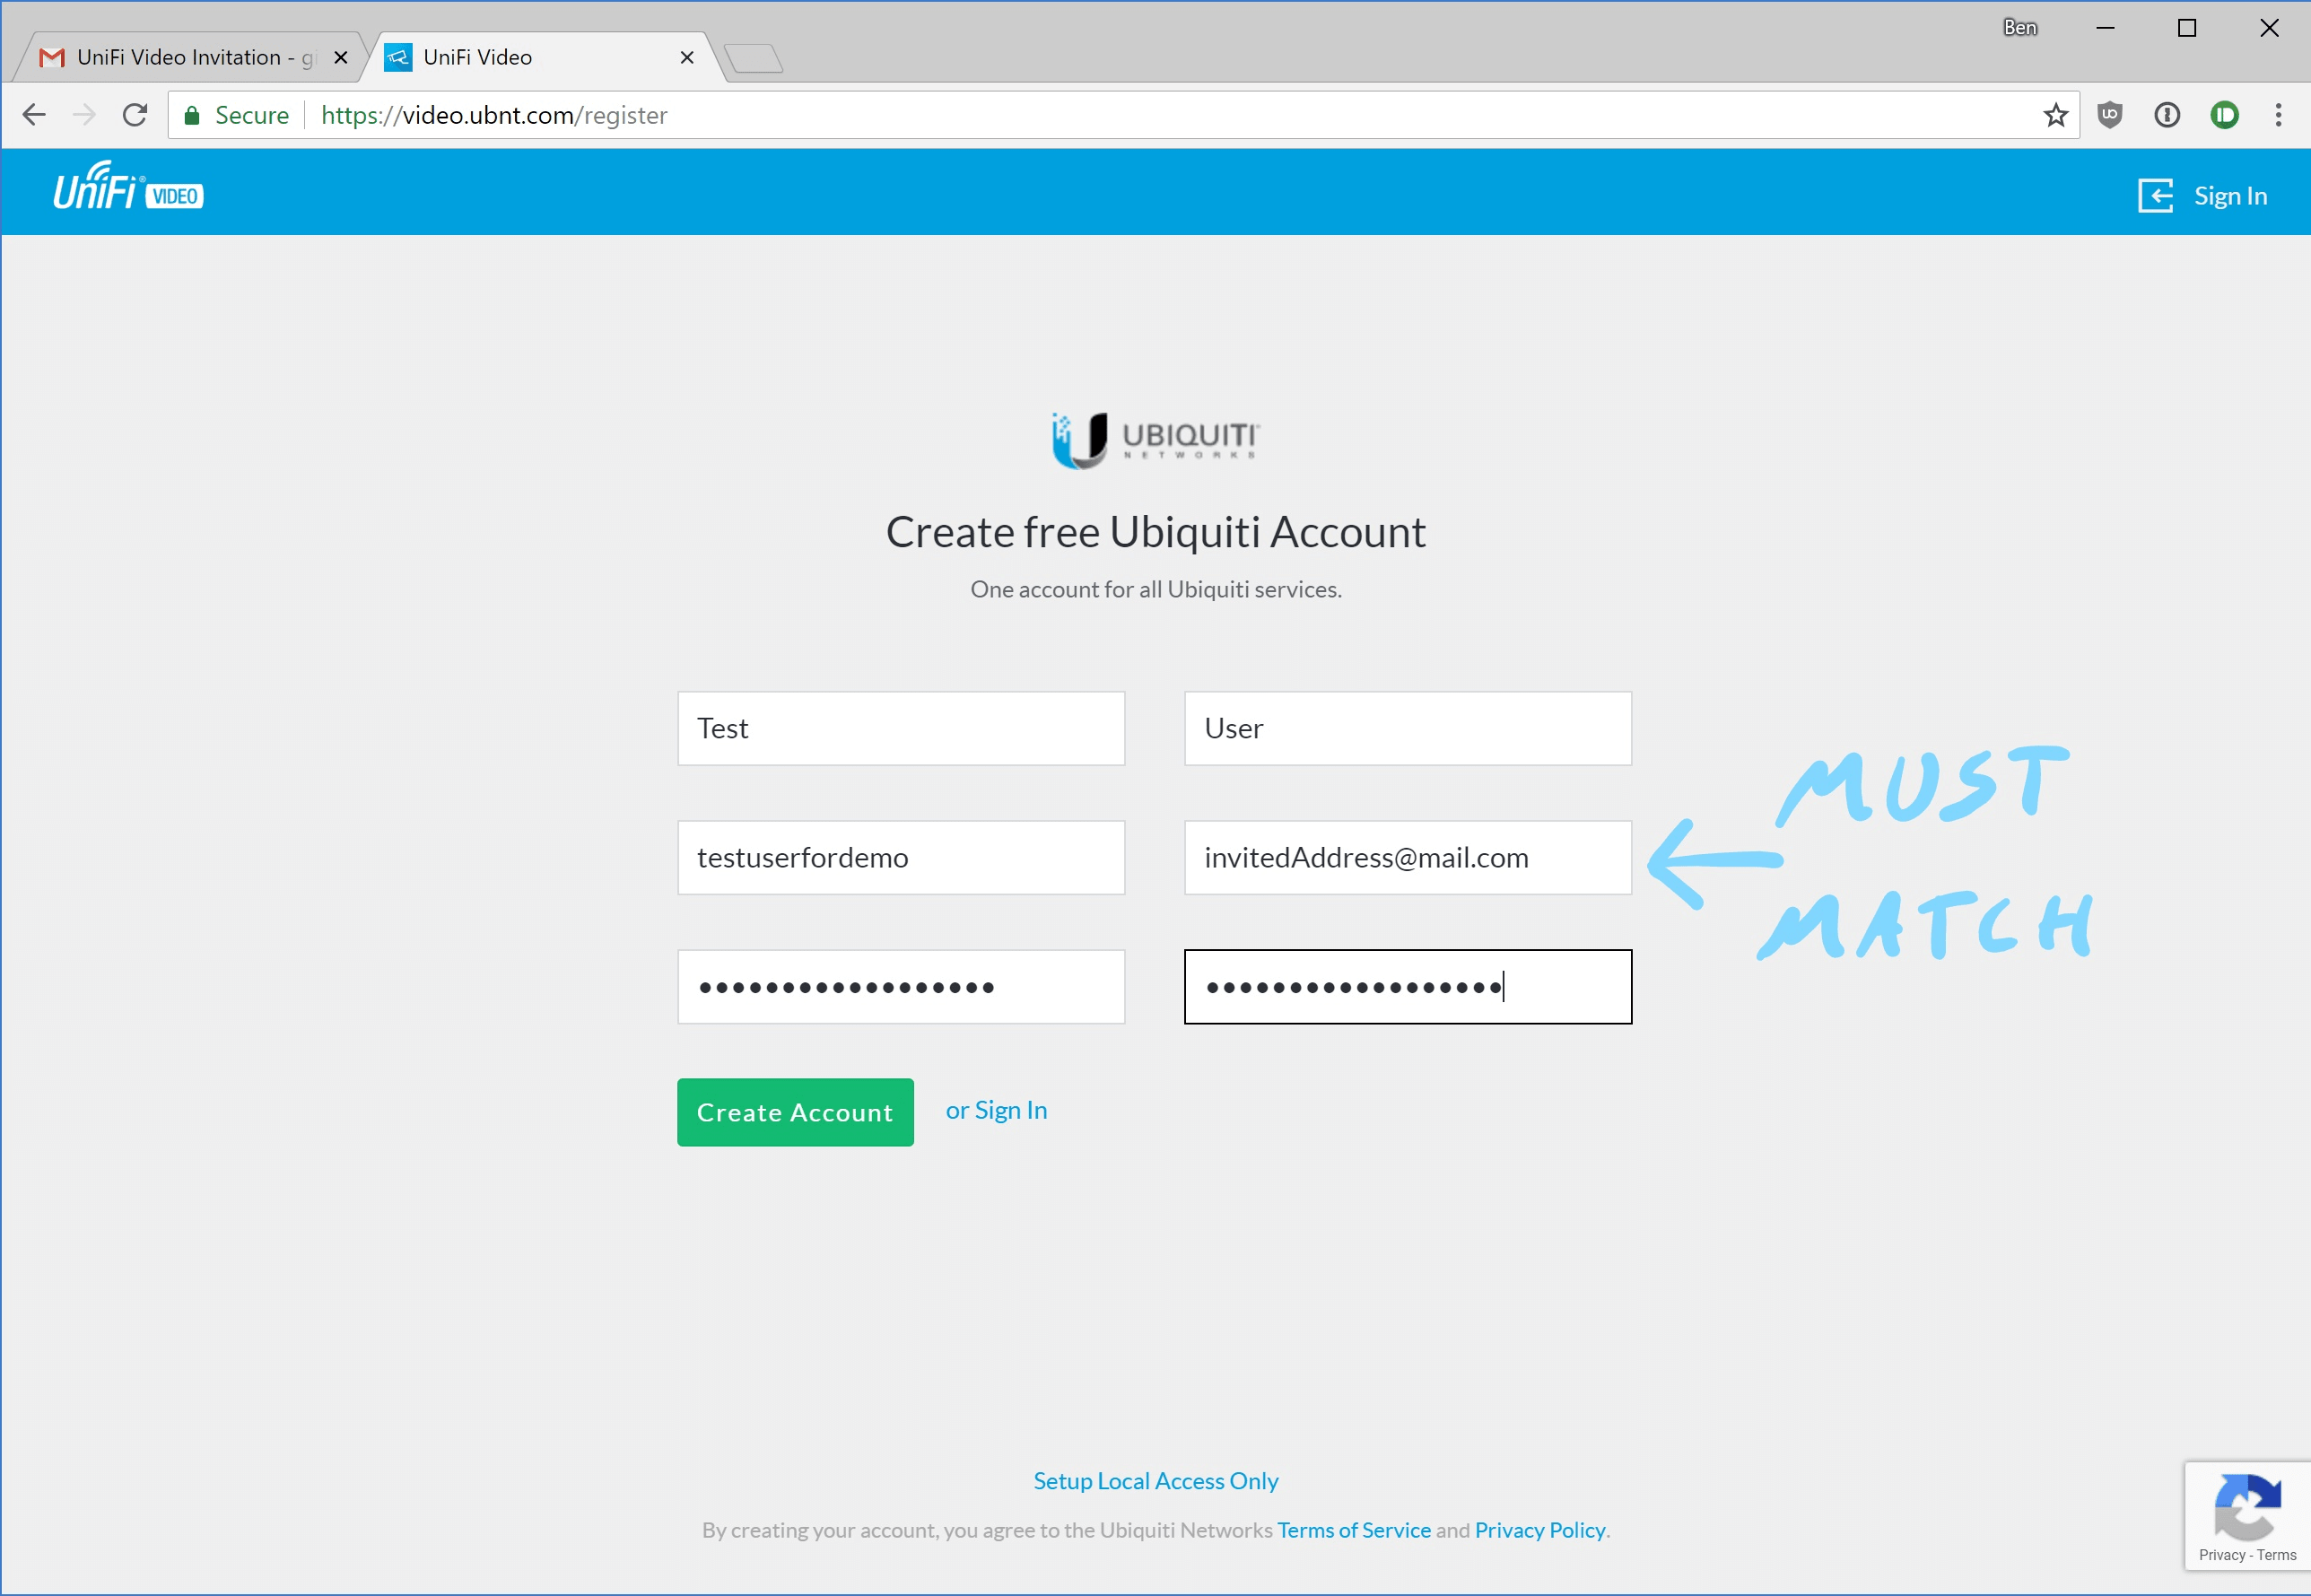 Ben
UniFi Video Invitation - g
UniFi Video
Secure https://video.ubnt.com/register
UniFi® VIDEO
Sign In
UBIQUITI™
NETWORKS
Create free Ubiquiti Account
One account for all Ubiquiti services.
Test User
MUST
testuserfordemo invitedAddress@mail.com
MATCH
•••••••••••••••••• ••••••••••••••••••
Create Account or Sign In
Setup Local Access Only
By creating your account, you agree to the Ubiquiti Networks Terms of Service and Privacy Policy.
Privacy - Terms